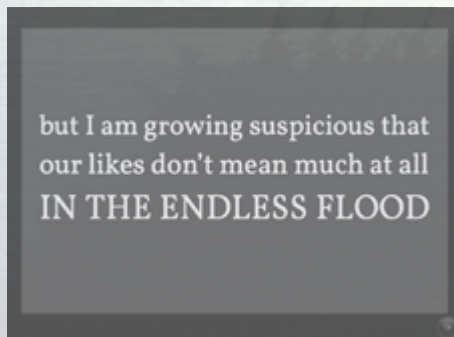 but I am growing suspicious that
our likes don't mean much at all
IN THE ENDLESS FLOOD